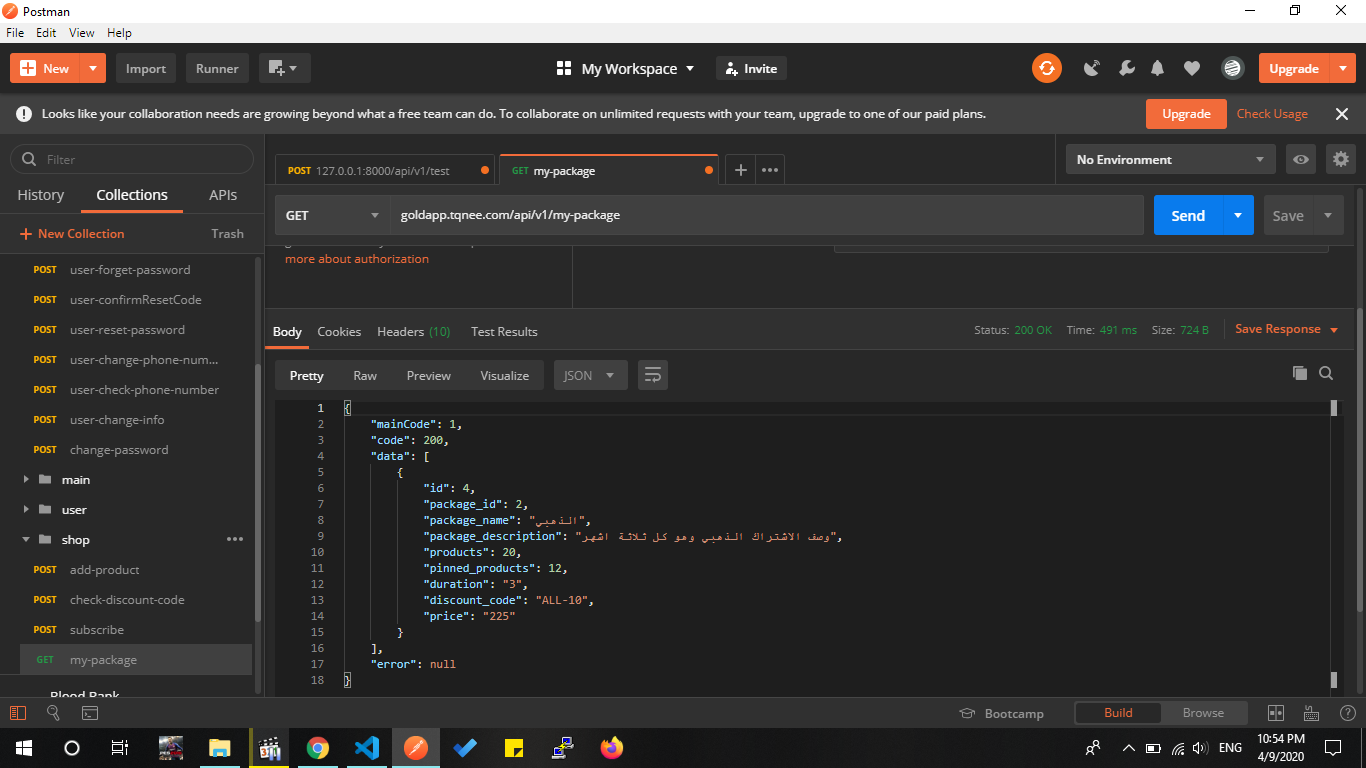 Postman
File Edit View Help
New Import Runner My Workspace Invite Upgrade
Looks like your collaboration needs are growing beyond what a free team can do. To collaborate on unlimited requests with your team, upgrade to one of our paid plans. Upgrade Check Usage
Filter
History Collections APIs
New Collection Trash
POST user-forget-password
POST user-confirmResetCode
POST user-reset-password
POST user-change-phone-num...
POST user-check-phone-number
POST user-change-info
POST change-password
main
user
shop
POST add-product
POST check-discount-code
POST subscribe
GET my-package
Blood Bank
POST 127.0.0.1:8000/api/v1/test GET my-package No Environment
GET goldapp.tqnee.com/api/v1/my-package Send Save
more about authorization
Body Cookies Headers (10) Test Results Status: 200 OK Time: 491 ms Size: 724 B Save Response
Pretty Raw Preview Visualize JSON
1 {
2 "mainCode": 1,
3 "code": 200,
4 "data": [
5 {
6 "id": 4,
7 "package_id": 2,
8 "package_name": "الذهبي",
9 "package_description": "وصف الاشتراك الذهبي وهو كل ثلاثة اشهر",
10 "products": 20,
11 "pinned_products": 12,
12 "duration": "3",
13 "discount_code": "ALL-10",
14 "price": "225"
15 }
16 ],
17 "error": null
18 }
Bootcamp Build Browse
ENG
10:54 PM
4/9/2020